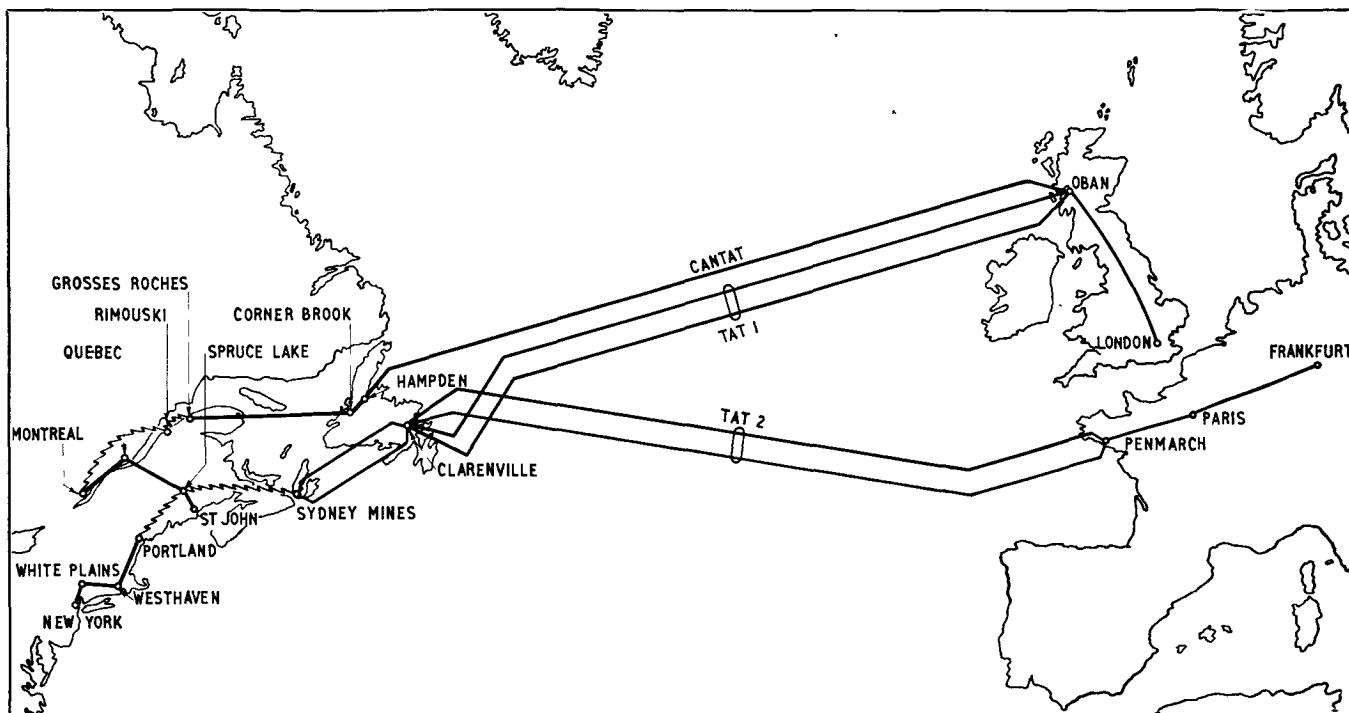 OBAN
CANTAT
GROSSES ROCHES
TAT 1
RIMOUSKI
CORNER BROOK
QUEBEC
SPRUCE LAKE
LONDON
FRANKFURT
HAMPDEN
TAT 2
PARIS
MONTREAL
PENMARCH
CLARENVILLE
ST JOHN
SYDNEY MINES
PORTLAND
WHITE PLAINS
WESTHAVEN
NEW YORK